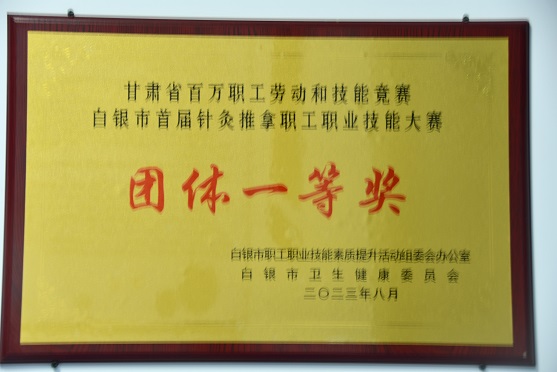 甘肃省百万职工劳动和技能竞赛
白银市首届针灸推拿职工职业技能大赛
团体一等奖
白银市职工职业技能素质提升活动组委会办公室
白银市卫生健康委员会
二〇二三年八月